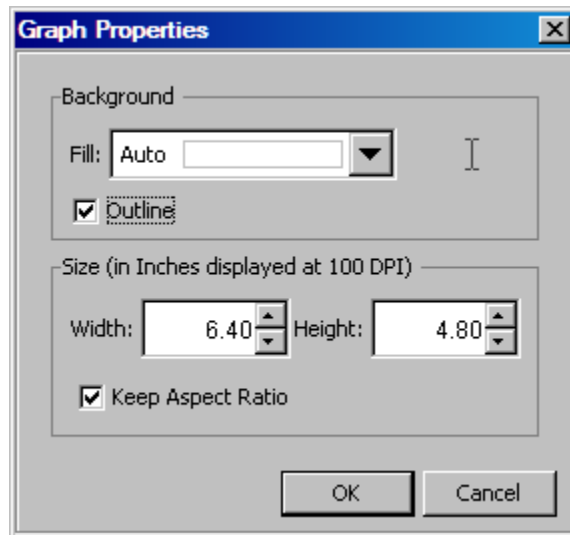 Graph Properties
Background
Fill: Auto
Outline
Size (in Inches displayed at 100 DPI)
Width: 6.40 Height: 4.80
Keep Aspect Ratio
OK Cancel